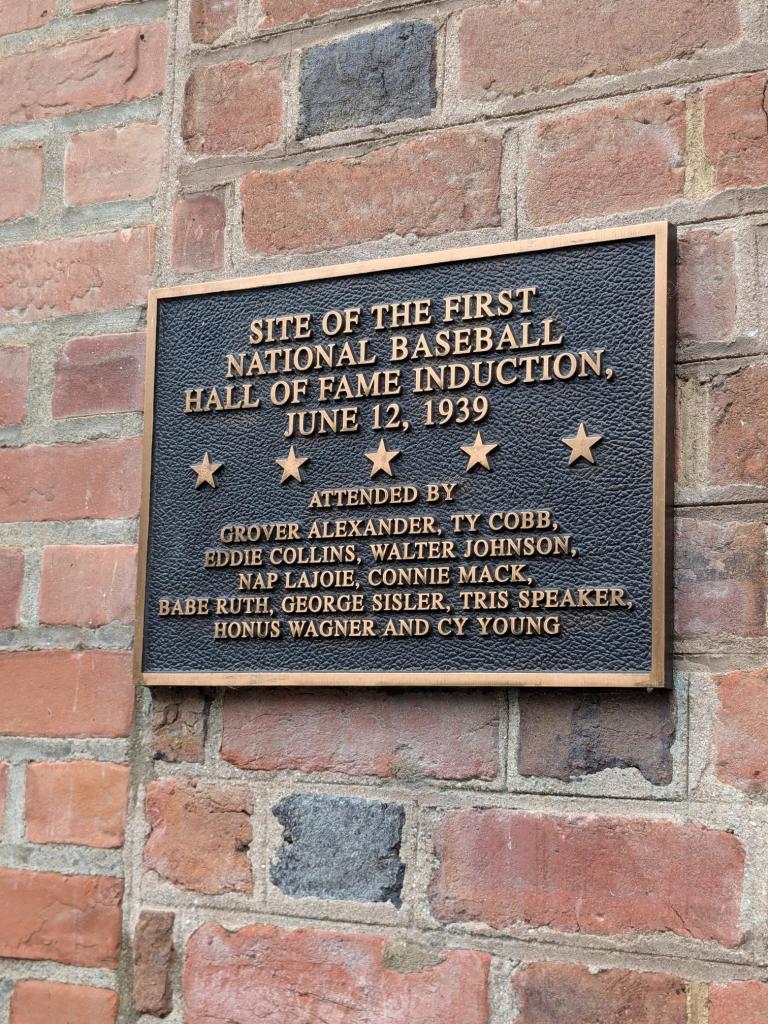 SITE OF THE FIRST
NATIONAL BASEBALL
HALL OF FAME INDUCTION,
JUNE 12, 1939
ATTENDED BY
GROVER ALEXANDER, TY COBB,
EDDIE COLLINS, WALTER JOHNSON,
NAP LAJOIE, CONNIE MACK,
BABE RUTH, GEORGE SISLER, TRIS SPEAKER,
HONUS WAGNER AND CY YOUNG